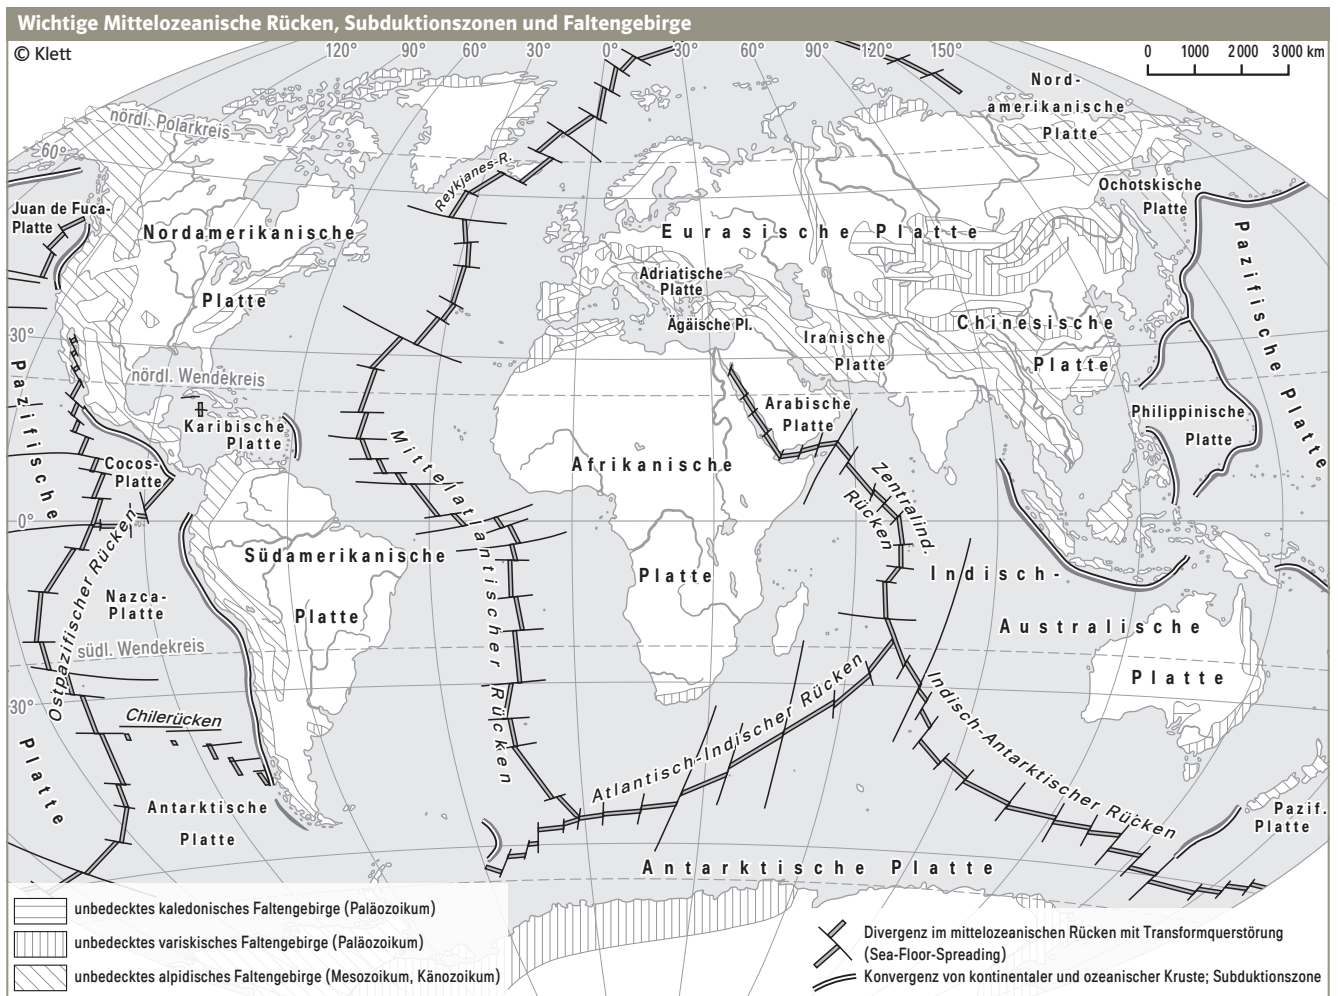 Wichtige Mittelozeanische Rücken, Subduktionszonen und Faltengebirge
© Klett
120°
90°
60°
30°
0°
30°
60°
90°
120°
150°
0 1000 2000 3000 km
Nord-
amerikanische
Platte
nördl. Polarkreis
60°
Reykjanes-R.
Ochotskische
Platte
Juan de Fuca-
Platte
Nordamerikanische
Platte
Eurasische Platte
Pazifische Platte
Adriatische
Platte
Ägäische Pl.
Iranische
Platte
Chinesische
Platte
30°
nördl. Wendekreis
Pazifische
Platte
Karibische
Platte
Arabische
Platte
Philippinische
Platte
Cocos-
Platte
Mittelatlantischer Rücken
Afrikanische
Platte
Zentralind.
Rücken
0°
Ostpazifischer Rücken
Südamerikanische
Platte
Indisch-
Australische
Platte
Nazca-
Platte
südl. Wendekreis
30°
Chilerücken
Atlantisch-Indischer Rücken
Indisch-Antarktischer Rücken
Antarktische
Platte
Pazif.
Platte
Antarktische Platte
unbedecktes kaledonisches Faltengebirge (Paläozoikum)
unbedecktes variskisches Faltengebirge (Paläozoikum)
unbedecktes alpidisches Faltengebirge (Mesozoikum, Känozoikum)
Divergenz im mittelozeanischen Rücken mit Transformquerstörung
(Sea-Floor-Spreading)
Konvergenz von kontinentaler und ozeanischer Kruste; Subduktionszone